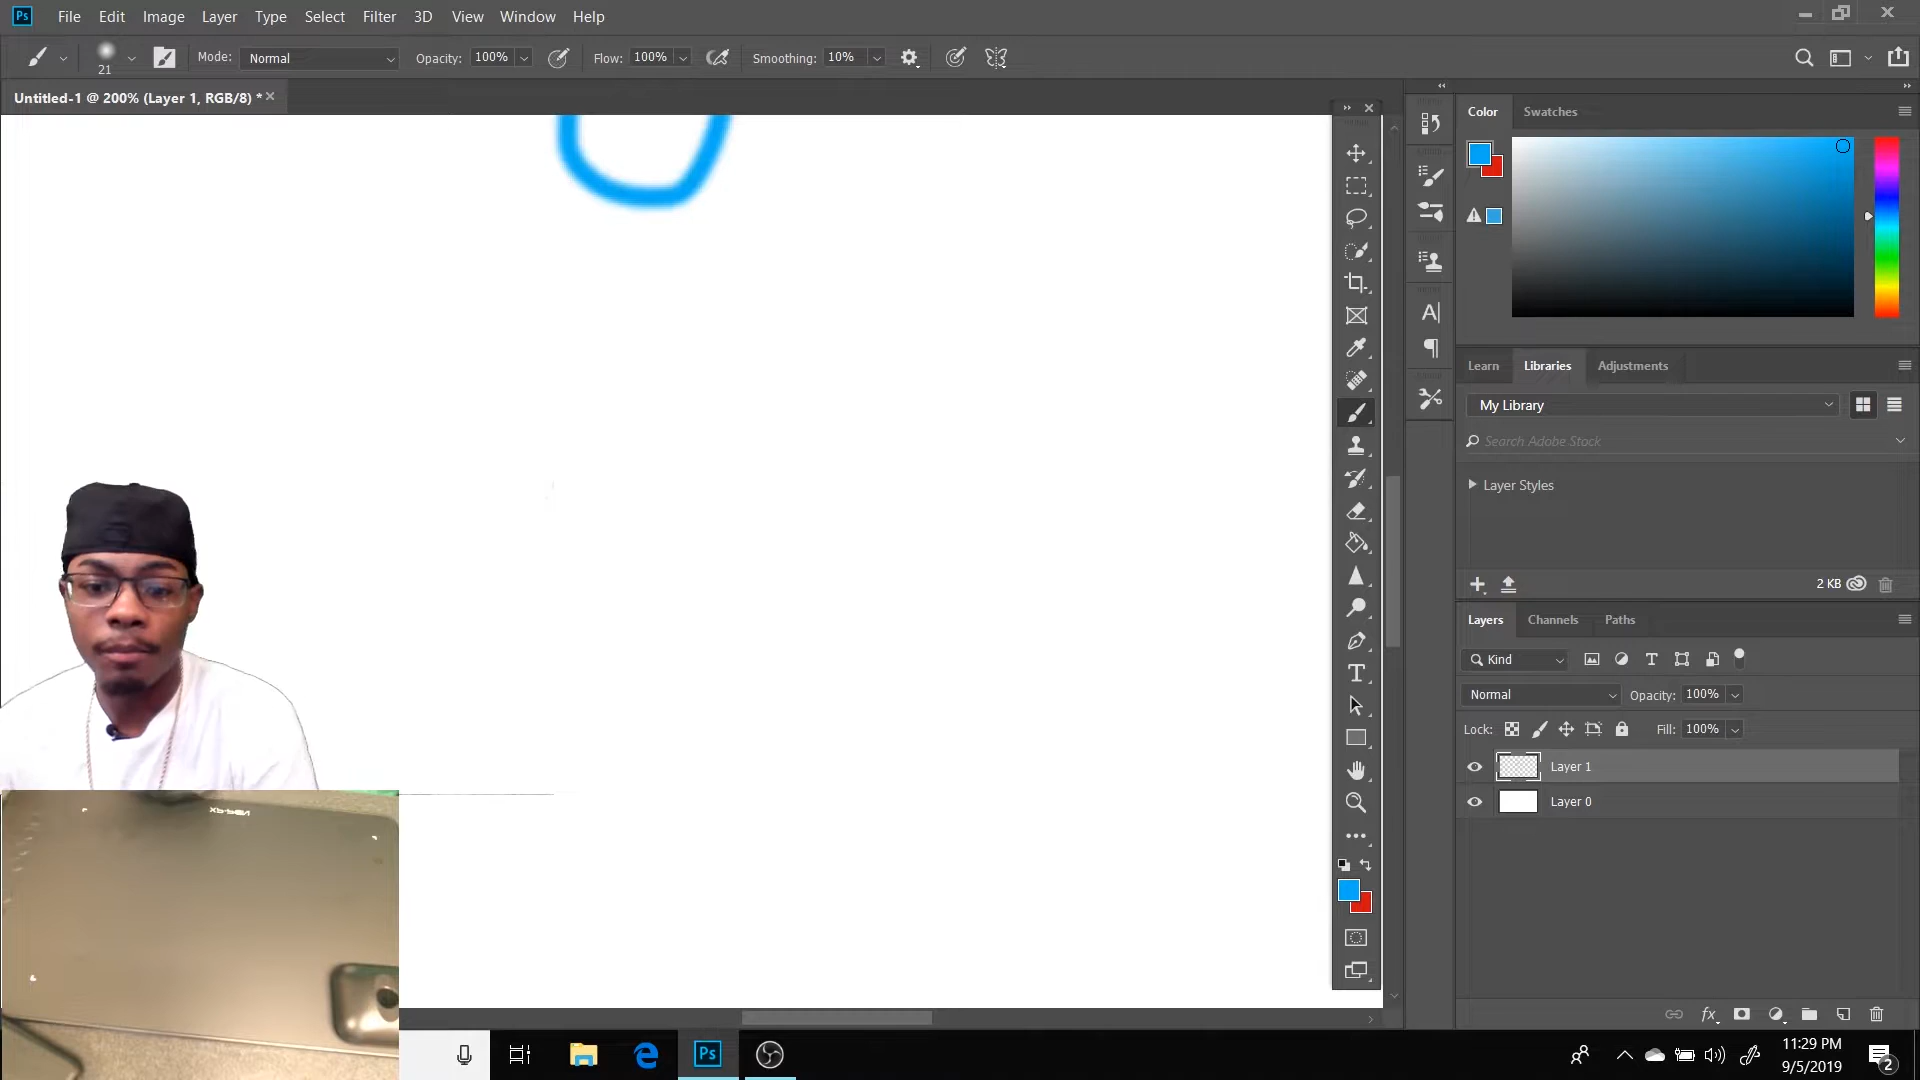 Ps File Edit Image Layer Type Select Filter 3D View Window Help
21 Mode: Normal Opacity: 100% Flow: 100% Smoothing: 10%
Untitled-1 @ 200% (Layer 1, RGB/8) *
Color Swatches
Learn Libraries Adjustments
My Library
Search Adobe Stock
Layer Styles
2 KB
Layers Channels Paths
Kind
Normal Opacity: 100%
Lock: Fill: 100%
Layer 1
Layer 0
fx
Ps
11:29 PM
9/5/2019
2